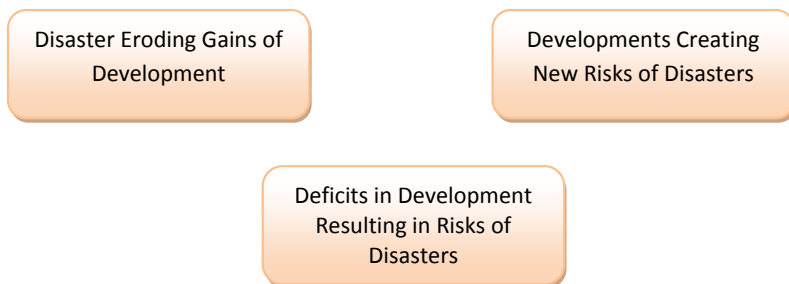 Disaster Eroding Gains of
Development
Developments Creating
New Risks of Disasters
Deficits in Development
Resulting in Risks of
Disasters